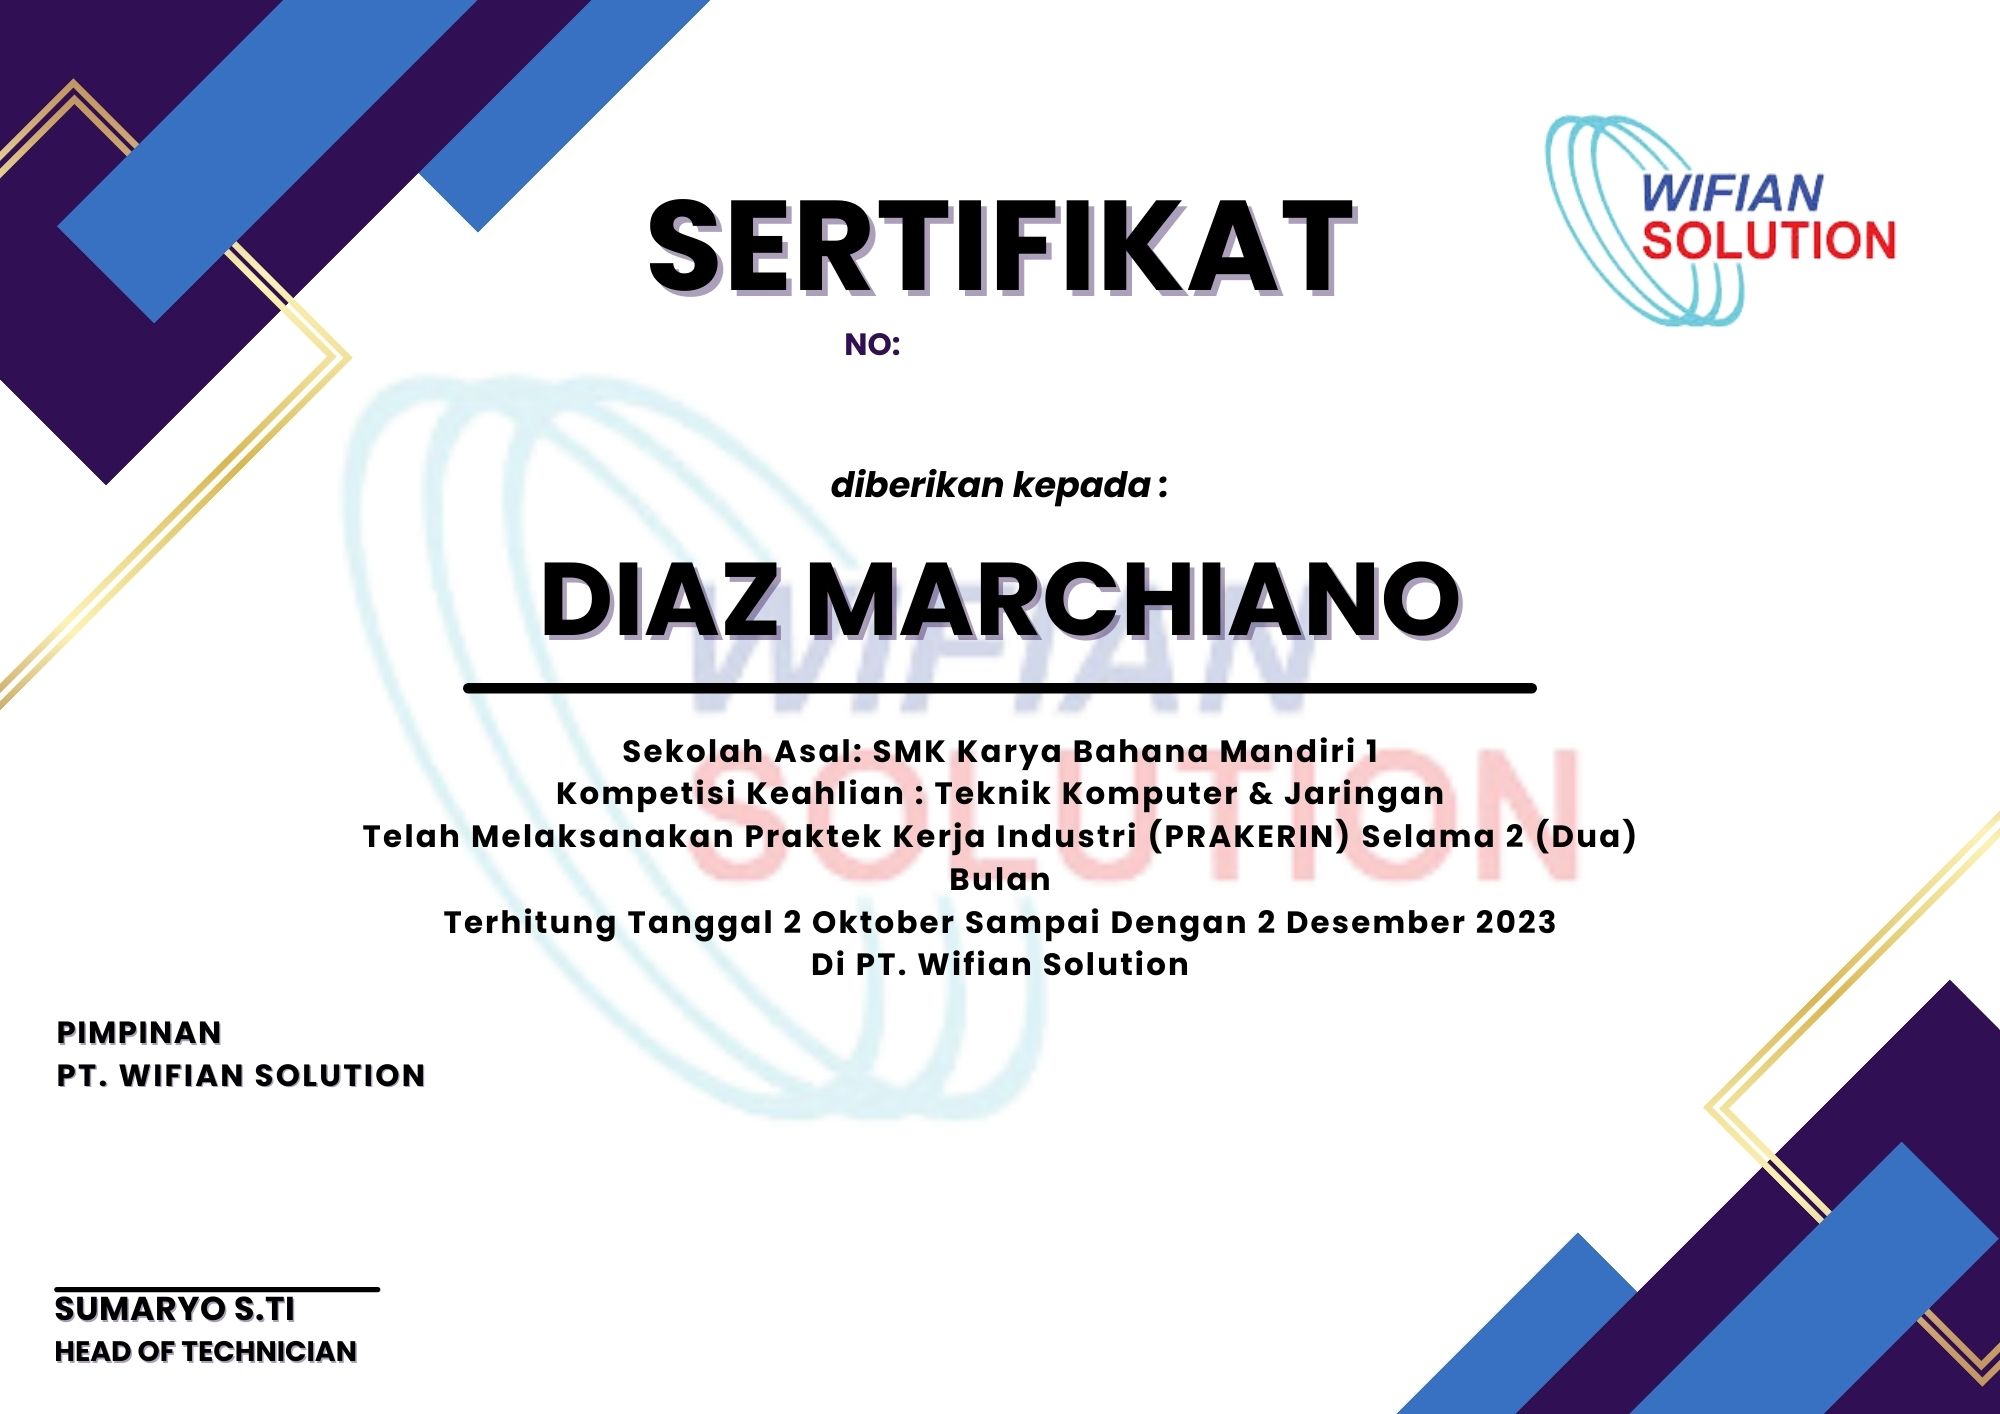 WIFIAN
SOLUTION
SERTIFIKAT
NO:
diberikan kepada :
DIAZ MARCHIANO
WIFIAN
SOLUTION
Sekolah Asal: SMK Karya Bahana Mandiri 1
Kompetisi Keahlian : Teknik Komputer & Jaringan
Telah Melaksanakan Praktek Kerja Industri (PRAKERIN) Selama 2 (Dua)
Bulan
Terhitung Tanggal 2 Oktober Sampai Dengan 2 Desember 2023
Di PT. Wifian Solution
PIMPINAN
PT. WIFIAN SOLUTION
SUMARYO S.TI
HEAD OF TECHNICIAN